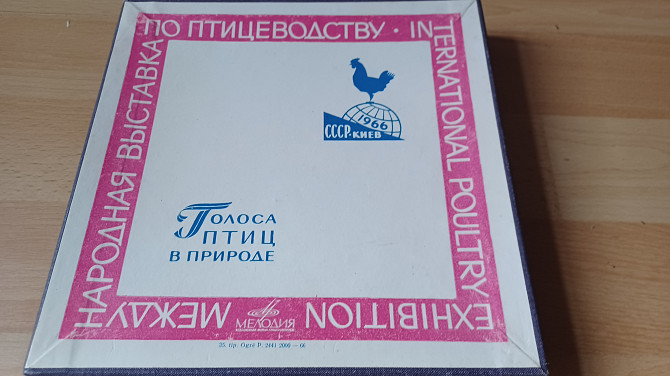 МЕЖДУНАРОДНАЯ ВЫСТАВКА ПО ПТИЦЕВОДСТВУ · INTERNATIONAL POULTRY EXHIBITION
1966
СССР-КИЕВ
Голоса
ПТИЦ
В ПРИРОДЕ
МЕЛОДИЯ